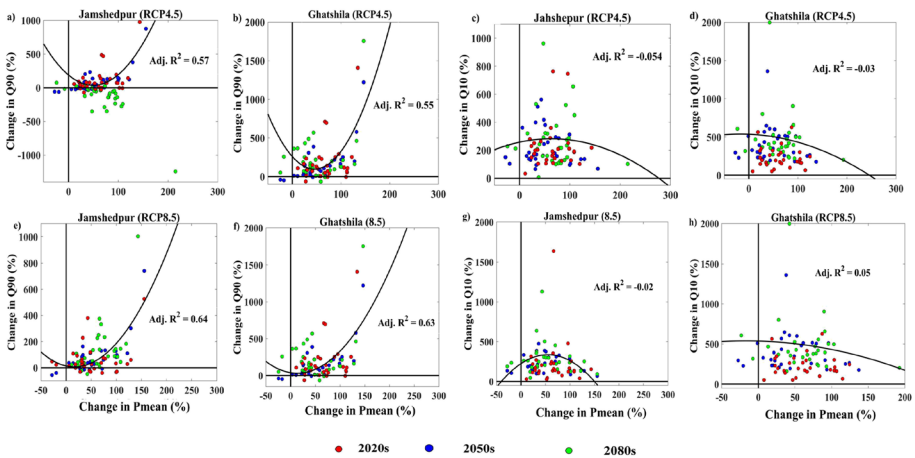 a) Jamshedpur (RCP4.5)
1000
500
0
-500
-1000
0 100 200 300
Change in Q90 (%)
Adj. R2 = 0.57
b) Ghatshila (RCP4.5)
2000
1500
1000
500
0
0 100 200 300
Change in Q90 (%)
Adj. R2 = 0.55
c) Jahshepur (RCP4.5)
1000
800
600
400
200
0
0 100 200 300
Change in Q10 (%)
Adj. R2 = -0.054
d) Ghatshila (RCP4.5)
2000
1500
1000
500
0
0 100 200 300
Change in Q10 (%)
Adj. R2 = -0.03
e) Jamshedpur (RCP8.5)
1000
800
600
400
200
0
-50 0 50 100 150 200 250 300
Change in Q90 (%)
Change in Pmean (%)
Adj. R2 = 0.64
f) Ghatshila (8.5)
2000
1500
1000
500
0
0 100 200 300
Change in Q90 (%)
Change in Pmean (%)
Adj. R2 = 0.63
g) Jamshedpur (8.5)
2000
1500
1000
500
0
-50 0 50 100 150 200 250 300
Change in Q10 (%)
Change in Pmean (%)
Adj. R2 = -0.02
h) Ghatshila (RCP8.5)
2000
1500
1000
500
0
-50 0 50 100 150 200
Change in Q10 (%)
Change in Pmean (%)
Adj. R2 = 0.05
2020s 2050s 2080s